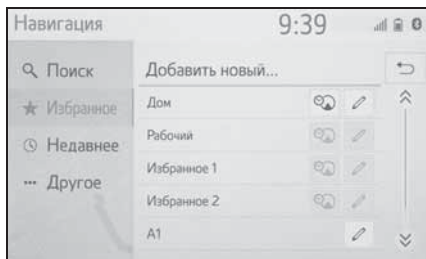 Навигация 9:39
Поиск
Избранное
Недавнее
Другое
Добавить новый...
Дом
Рабочий
Избранное 1
Избранное 2
A1